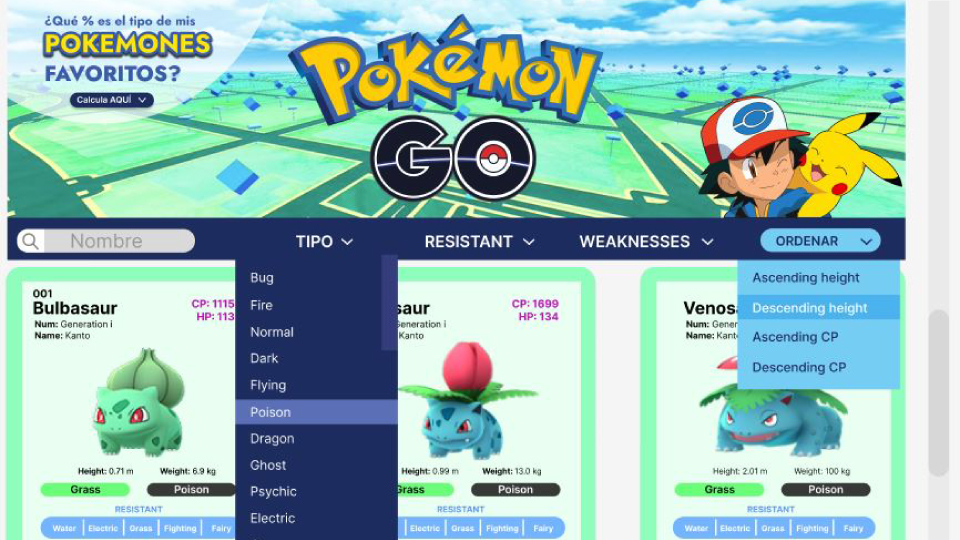 ¿Qué % es el tipo de mis
POKEMONES
FAVORITOS?
Calcula AQUÍ
POKéMON
GO
Nombre
TIPO
RESISTANT
WEAKNESSES
ORDENAR
Bug
Fire
Normal
Dark
Flying
Poison
Dragon
Ghost
Psychic
Electric
Ascending height
Descending height
Ascending CP
Descending CP
001
Bulbasaur
CP: 1115
HP: 113
Num: Generation i
Name: Kanto
Height: 0.71 m Weight: 6.9 kg
Grass Poison
RESISTANT
Water Electric Grass Fighting Fairy
saur
CP: 1699
HP: 134
Generation i
Kanto
Height: 0.99 m Weight: 13.0 kg
Grass Poison
RESISTANT
Electric Grass Fighting Fairy
Venosa
Num: Gene
Name: Kant
Height: 2.01 m Weight: 100 kg
Grass Poison
RESISTANT
Water Electric Grass Fighting Fairy